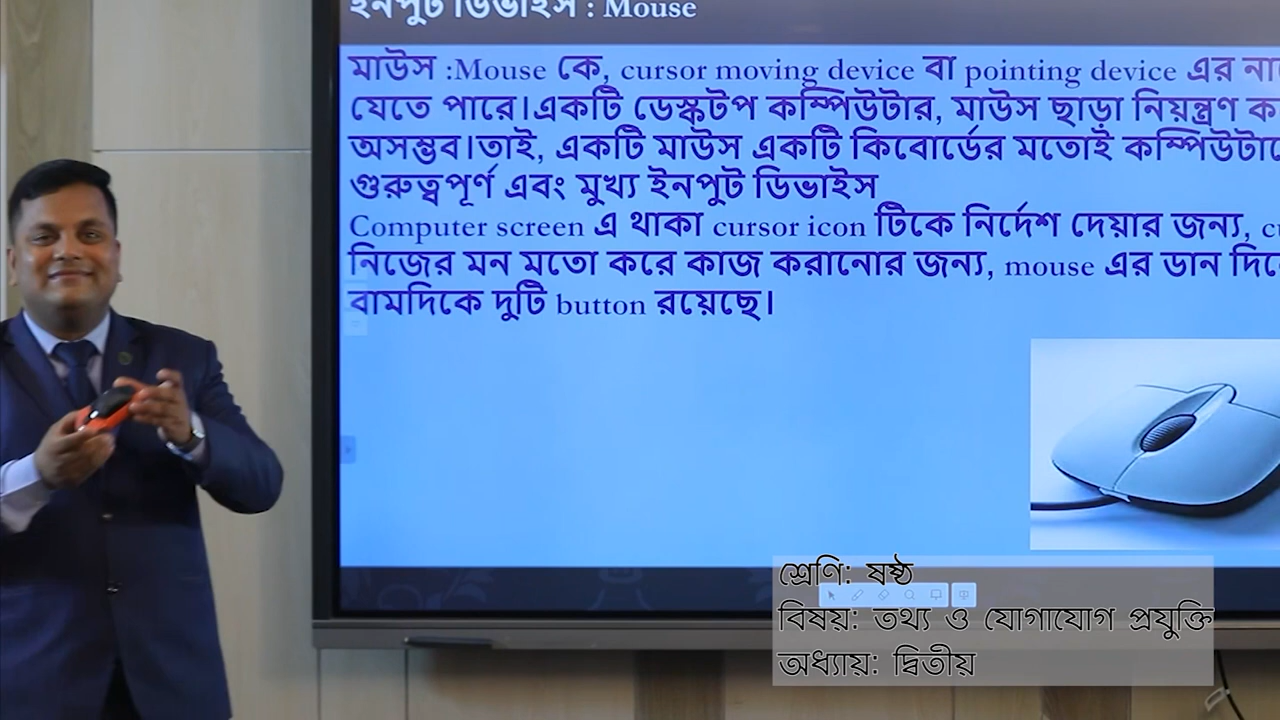 ইনপুট ডিভাইস : Mouse
মাউস :Mouse কে, cursor moving device বা pointing device এর
যেতে পারে।একটি ডেস্কটপ কম্পিউটার, মাউস ছাড়া নিয়ন্ত্রণ
অসম্ভব।তাই, একটি মাউস একটি কিবোর্ডের মতোই
গুরুত্বপূর্ণ এবং মুখ্য ইনপুট ডিভাইস
Computer screen এ থাকা cursor icon টিকে নির্দেশ দেয়ার জন্য,
নিজের মন মতো করে কাজ করানোর জন্য, mouse এর ডান
বামদিকে দুটি button রয়েছে।
শ্রেণি: ষষ্ঠ
বিষয়: তথ্য ও যোগাযোগ প্রযুক্তি
অধ্যায়: দ্বিতীয়